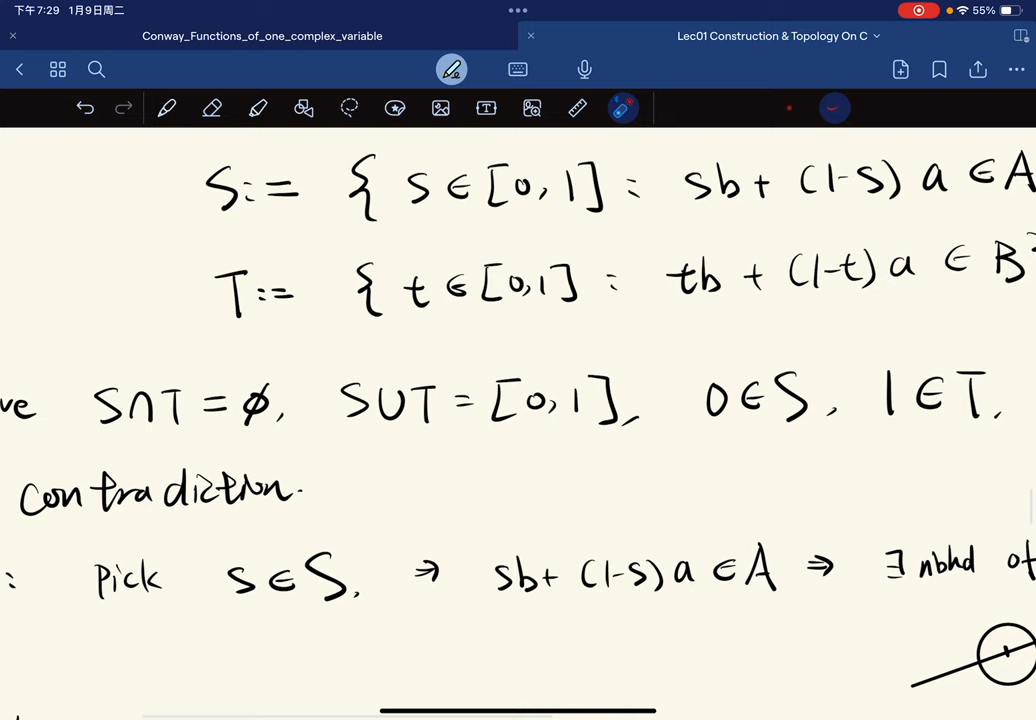 下午7:29 1月9日周二
55%
Conway_Functions_of_one_complex_variable
Lec01 Construction & Topology On C
S := { s ∈ [0, 1] : sb + (1-s) a ∈ A
T := { t ∈ [0,1] : tb + (1-t) a ∈ B
ve S∩T = ∅, S∪T = [0, 1], 0 ∈ S, 1 ∈ T.
contradiction.
: pick s ∈ S, ⇒ sb + (1-s) a ∈ A ⇒ ∃ nbhd of